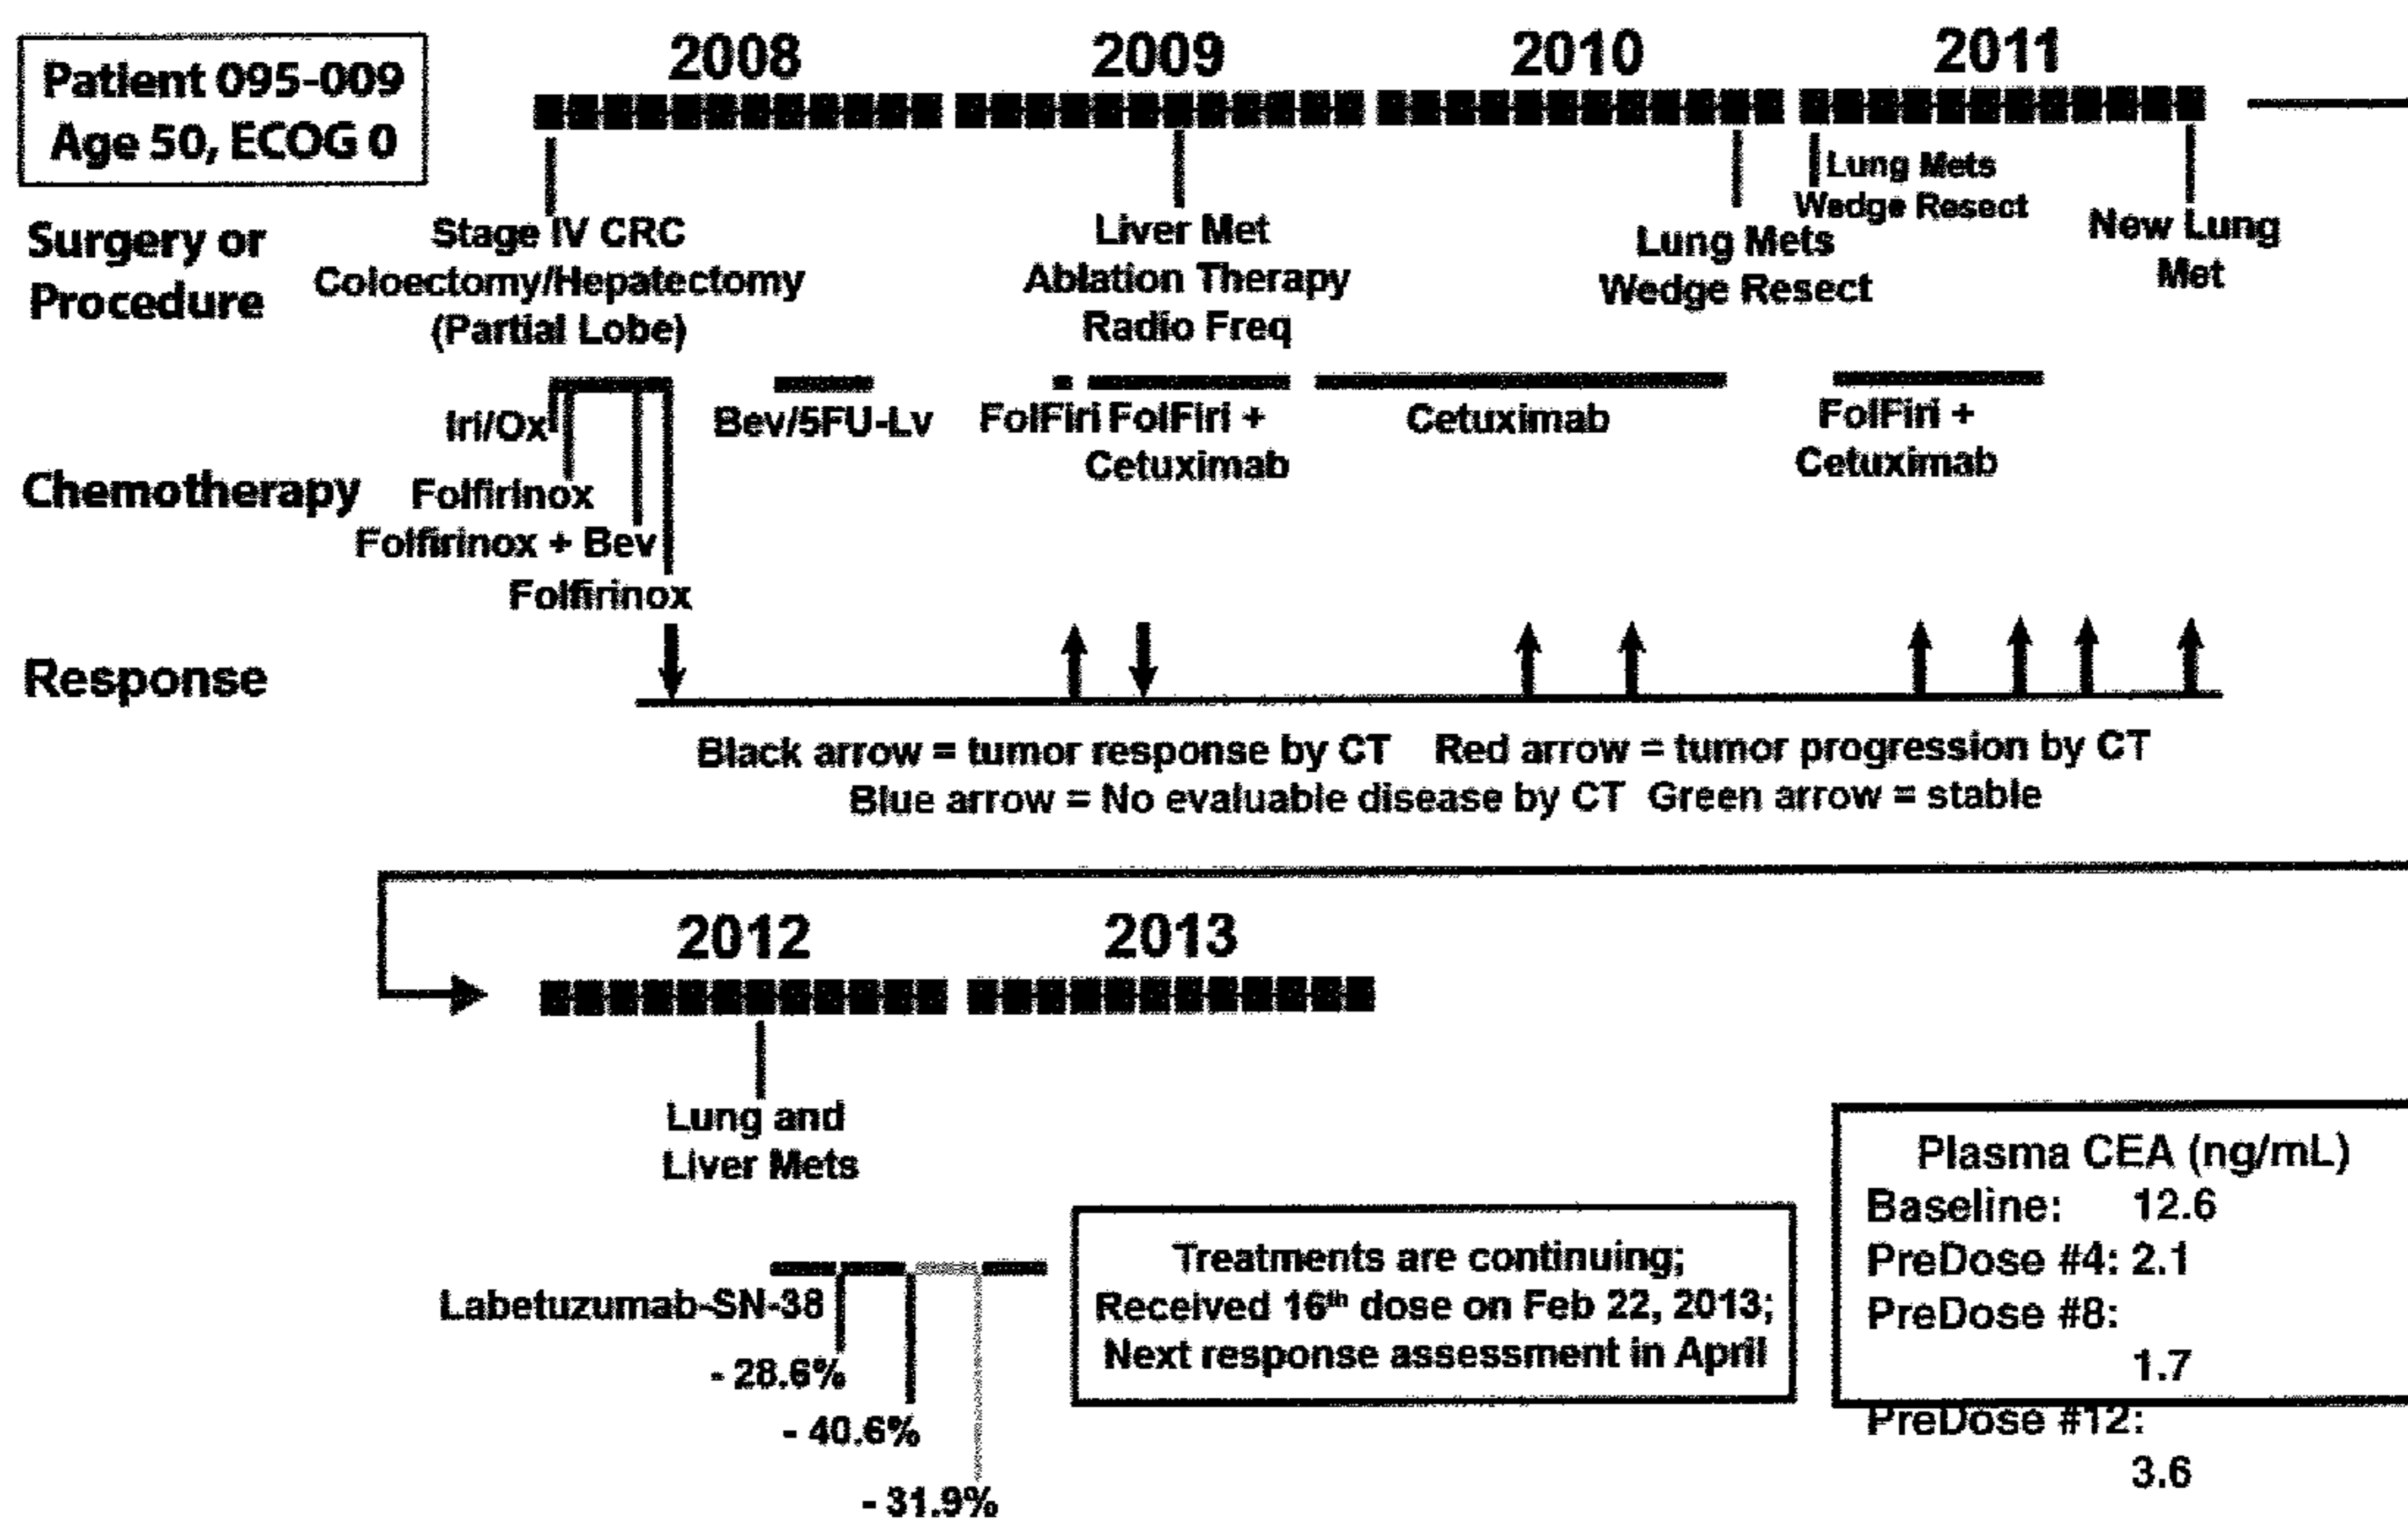 Patient 095-009
Age 50, ECOG 0
2008
2009
2010
2011
Surgery or
Procedure
Stage IV CRC
Coloectomy/Hepatectomy
(Partial Lobe)
Liver Met
Ablation Therapy
Radio Freq
Lung Mets
Wedge Resect
Lung Mets
Wedge Resect
New Lung
Met
Chemotherapy
Iri/Ox
Folfirinox
Folfirinox + Bev
Folfirinox
Bev/5FU-Lv
FolFiri
FolFiri +
Cetuximab
Cetuximab
FolFiri +
Cetuximab
Response
Black arrow = tumor response by CT Red arrow = tumor progression by CT
Blue arrow = No evaluable disease by CT Green arrow = stable
2012
2013
Lung and
Liver Mets
Labetuzumab-SN-38
- 28.6%
- 40.6%
- 31.9%
Treatments are continuing;
Received 16th dose on Feb 22, 2013;
Next response assessment in April
Plasma CEA (ng/mL)
Baseline: 12.6
PreDose #4: 2.1
PreDose #8:
1.7
PreDose #12:
3.6